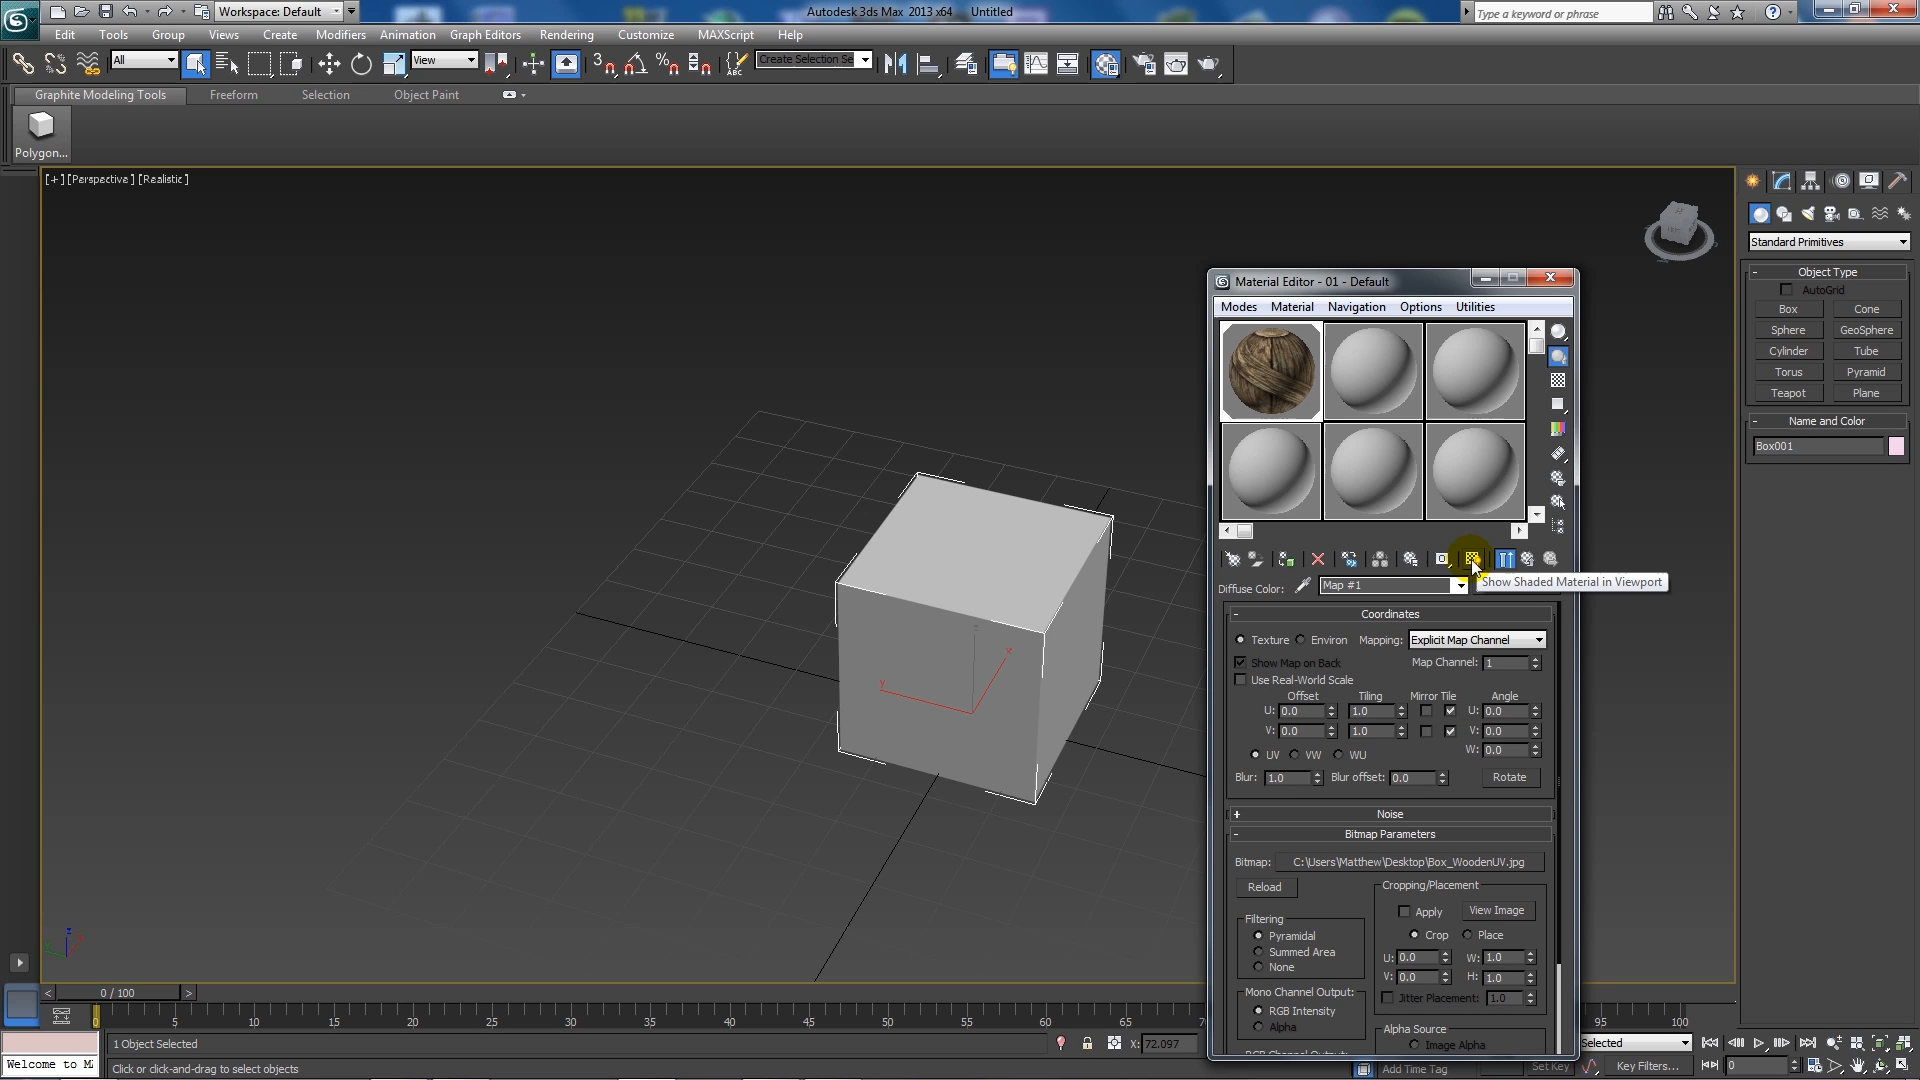 Workspace: Default
Autodesk 3ds Max 2013 x64 Untitled
Type a keyword or phrase
Edit Tools Group Views Create Modifiers Animation Graph Editors Rendering Customize MAXScript Help
All View Create Selection Se
3 % ABC
Graphite Modeling Tools Freeform Selection Object Paint
Polygon...
[+][Perspective][Realistic]
Standard Primitives
- Object Type
AutoGrid
Box Cone
Sphere GeoSphere
Cylinder Tube
Torus Pyramid
Teapot Plane
- Name and Color
Box001
Material Editor - 01 - Default
Modes Material Navigation Options Utilities
Show Shaded Material in Viewport
Diffuse Color: Map #1
- Coordinates
Texture Environ Mapping: Explicit Map Channel
Show Map on Back Map Channel: 1
Use Real-World Scale
Offset Tiling Mirror Tile Angle
U: 0.0 1.0 U: 0.0
V: 0.0 1.0 V: 0.0
W: 0.0
UV VW WU
Blur: 1.0 Blur offset: 0.0 Rotate
+ Noise
- Bitmap Parameters
Bitmap: C:\Users\Matthew\Desktop\Box_WoodenUV.jpg
Reload
Cropping/Placement
Apply View Image
Crop Place
U: 0.0 W: 1.0
V: 0.0 H: 1.0
Jitter Placement: 1.0
Filtering
Pyramidal
Summed Area
None
Mono Channel Output:
RGB Intensity
Alpha
Alpha Source
Image Alpha
x
y
< 0 / 100 >
0 5 10 15 20 25 30 35 40 45 50 55 60 65 95 100
1 Object Selected
X: 72.097
Selected
Welcome to M
Click or click-and-drag to select objects
Add Time Tag
Set Key
Key Filters...
0